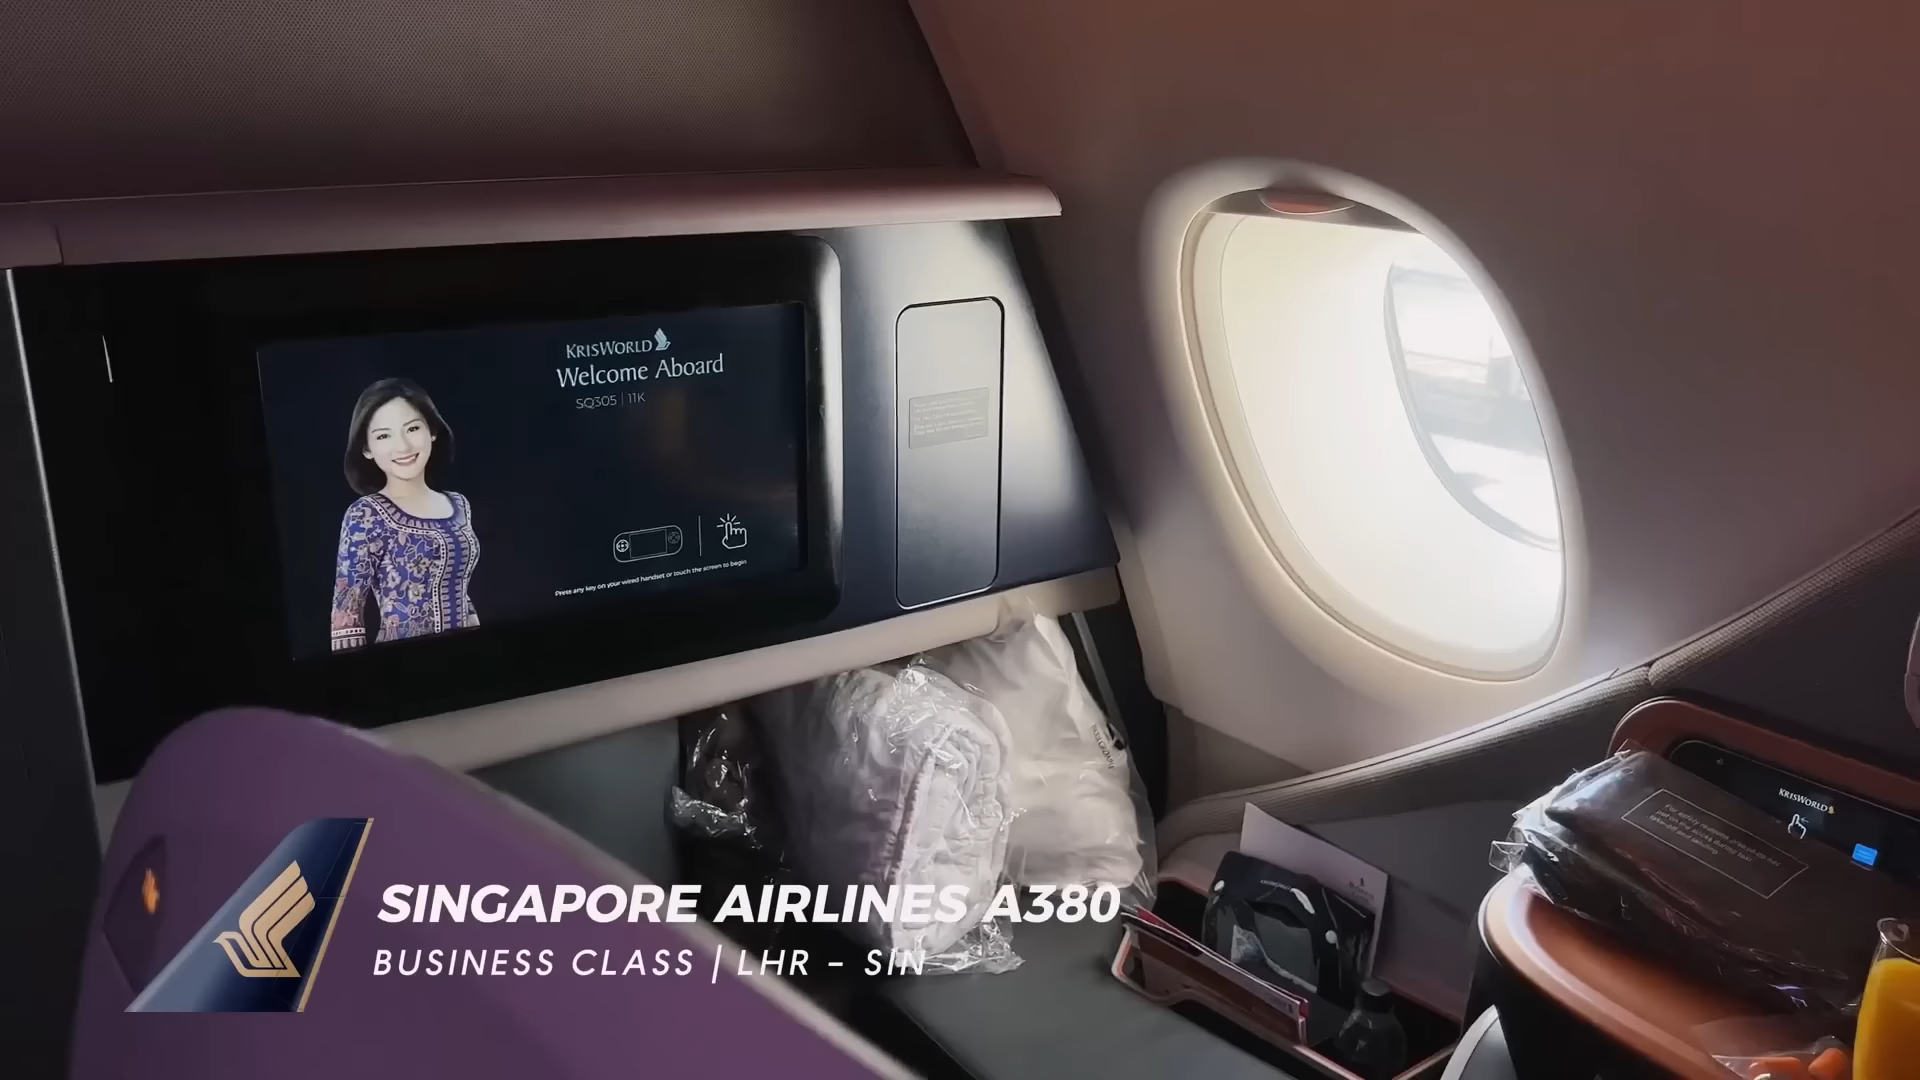 KRISWORLD
Welcome Aboard
SQ305 | 11K
Press any key on your wired handset or touch the screen to begin
KRISWORLD
SINGAPORE AIRLINES A380
BUSINESS CLASS | LHR - SIN